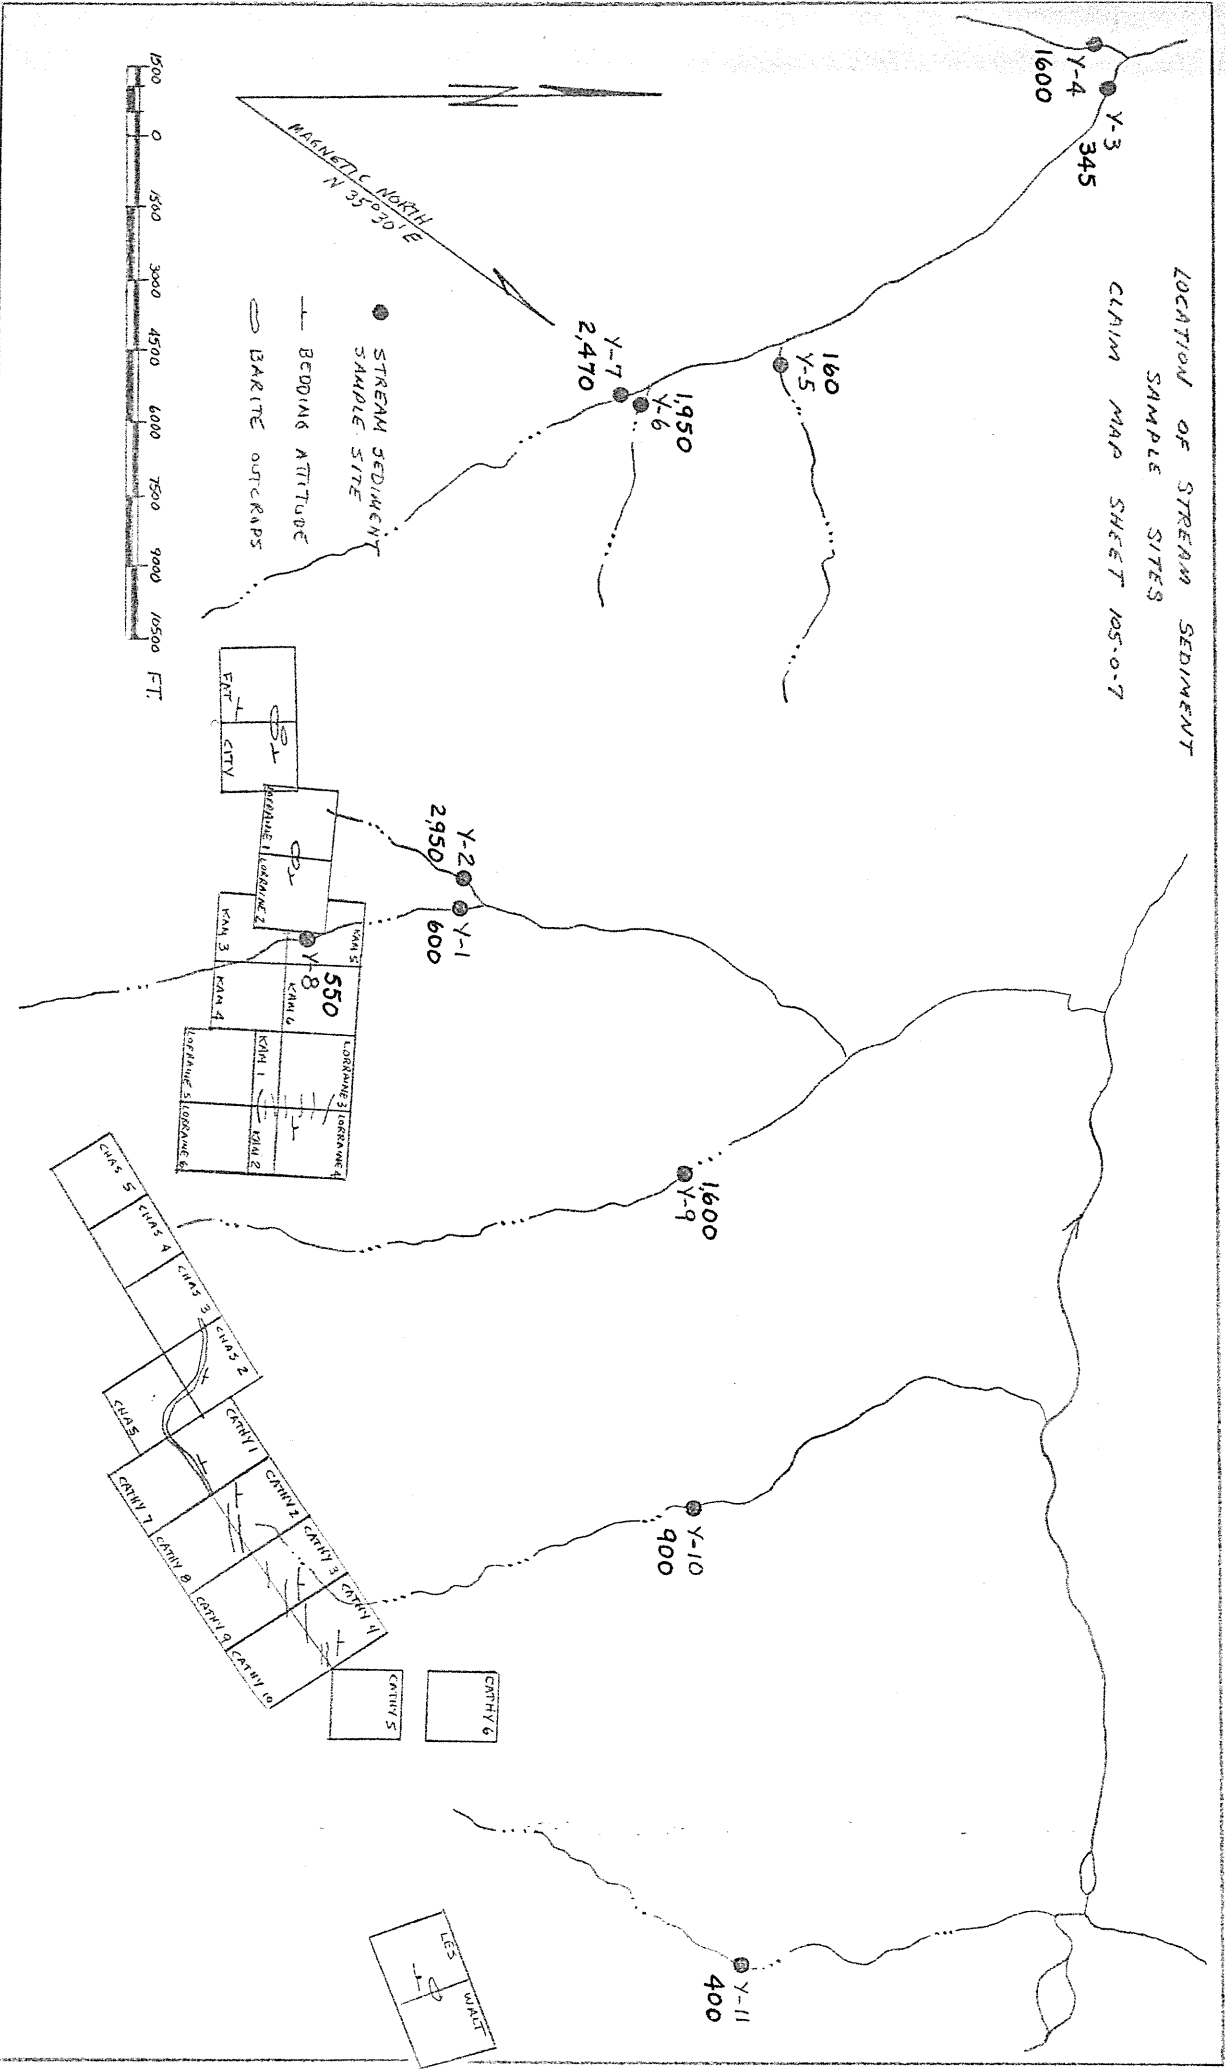 LOCATION OF STREAM SEDIMENT
SAMPLE SITES
CLAIM MAP SHEET 105-O-7
Y-4
1600
Y-3
345
160
Y-5
1,950
Y-6
Y-7
2,470
N
MAGNETIC NORTH
N 35°30'E
STREAM SEDIMENT
SAMPLE SITE
BEDDING ATTITUDE
BARITE OUTCROPS
1500 0 1500 3000 4500 6000 7500 9000 10500 FT.
Y-2
2,950
Y-1
600
550
Y-8
1,600
Y-9
Y-10
900
Y-11
400
FAT
CITY
LORRAINE 1
LORRAINE 2
KAM 5
KAM 3
KAM 6
KAM 4
LORRAINE 3
LORRAINE 4
KAM 1
KAM 2
LORRAINE 5
LORRAINE 6
CHAS 5
CHAS 4
CHAS 3
CHAS 2
CHAS
CATHY 1
CATHY 2
CATHY 3
CATHY 4
CATHY 7
CATHY 8
CATHY 9
CATHY 10
CATHY 5
CATHY 6
LES
WALT